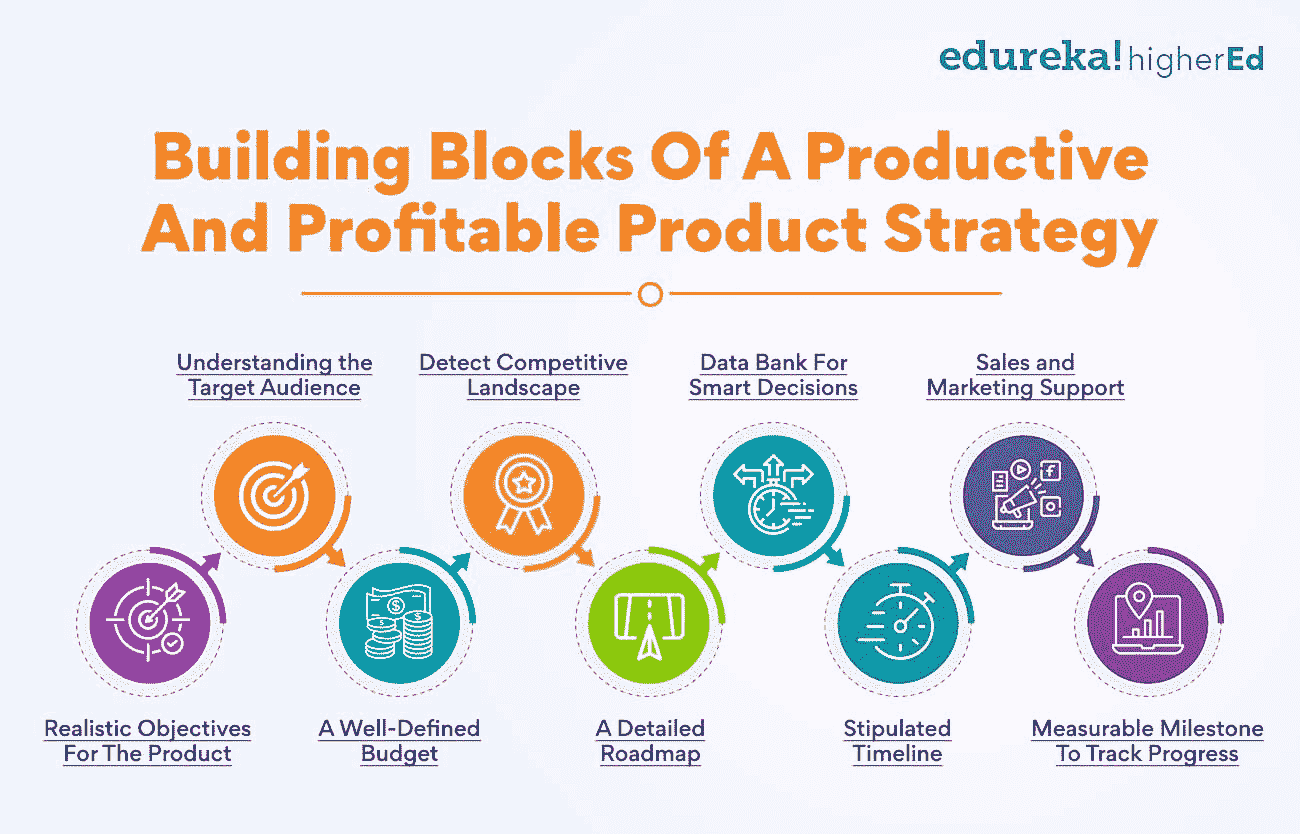 edureka! higherEd
Building Blocks Of A Productive
And Profitable Product Strategy
Understanding the
Target Audience
Detect Competitive
Landscape
Data Bank For
Smart Decisions
Sales and
Marketing Support
Realistic Objectives
For The Product
A Well-Defined
Budget
A Detailed
Roadmap
Stipulated
Timeline
Measurable Milestone
To Track Progress